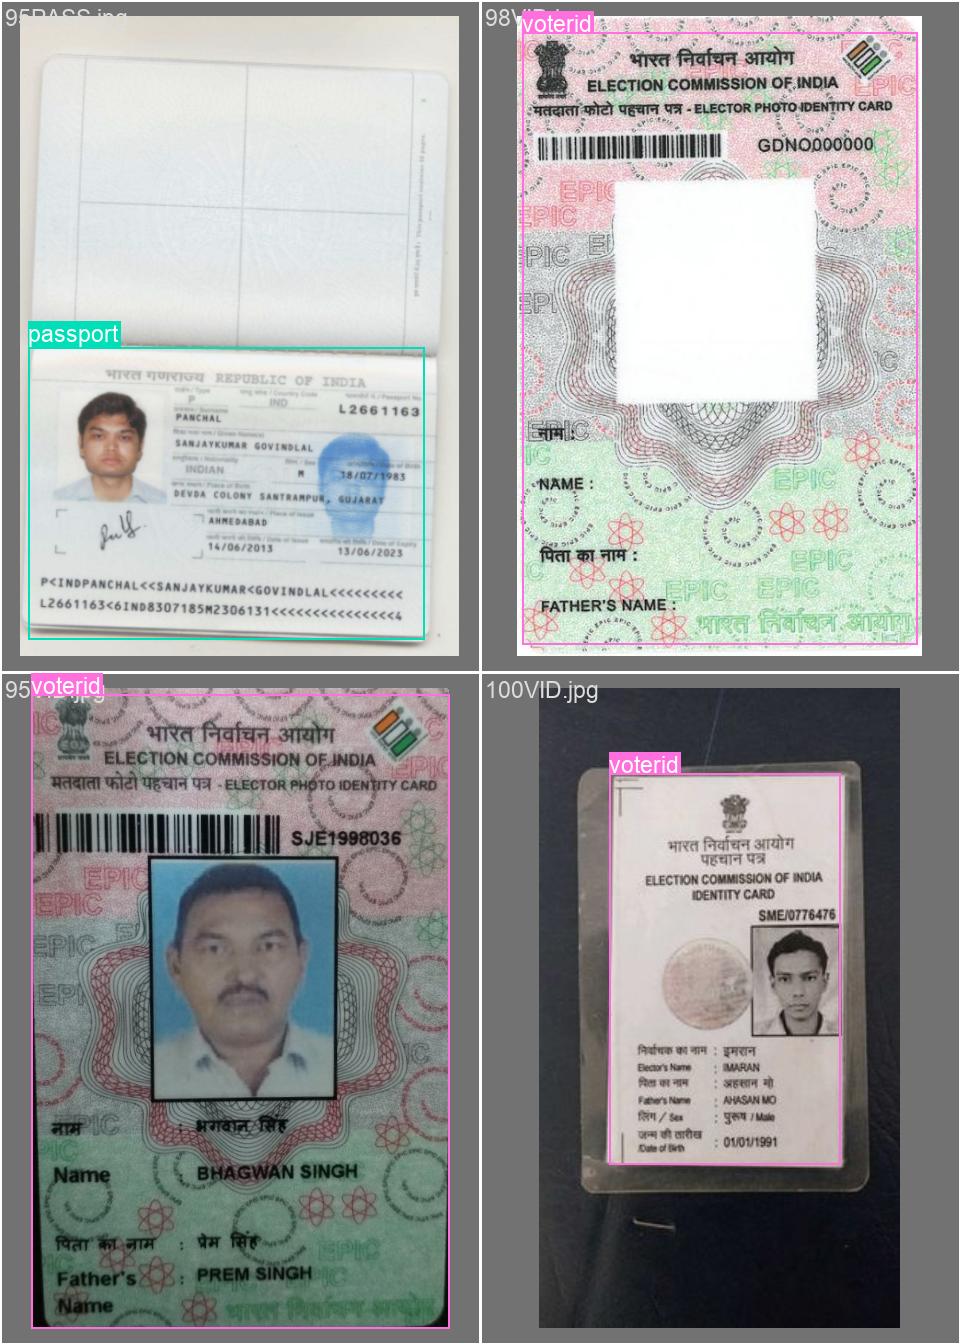 95PASS.jpg
passport
भारत गणराज्य REPUBLIC OF INDIA
P
IND
L2661163
PANCHAL
SANJAYKUMAR GOVINDLAL
INDIAN
M
18/07/1983
DEVDA COLONY SANTRAMPUR, GUJARAT
AHMEDABAD
14/06/2013
13/06/2023
P<INDPANCHAL<<SANJAYKUMAR<GOVINDLAL<<<<<<<<<
L2661163<6IND8307185M2306131<<<<<<<<<<<<<<<4
voterid
भारत निर्वाचन आयोग
ELECTION COMMISSION OF INDIA
मतदाता फोटो पहचान पत्र - ELECTOR PHOTO IDENTITY CARD
GDNO000000
नाम :
NAME :
पिता का नाम :
FATHER'S NAME :
भारत निर्वाचन आयोग
voterid
भारत निर्वाचन आयोग
ELECTION COMMISSION OF INDIA
मतदाता फोटो पहचान पत्र - ELECTOR PHOTO IDENTITY CARD
SJE1998036
नाम : भगवान सिंह
Name : BHAGWAN SINGH
पिता का नाम : प्रेम सिंह
Father's : PREM SINGH
Name
भारत निर्वाचन आयोग
100VID.jpg
voterid
भारत निर्वाचन आयोग
पहचान पत्र
ELECTION COMMISSION OF INDIA
IDENTITY CARD
SME/0776476
निर्वाचक का नाम : इमरान
Elector's Name : IMARAN
पिता का नाम : अहसान मो
Father's Name : AHASAN MO
लिंग / Sex : पुरूष / Male
जन्म की तारीख
/Date of Birth : 01/01/1991